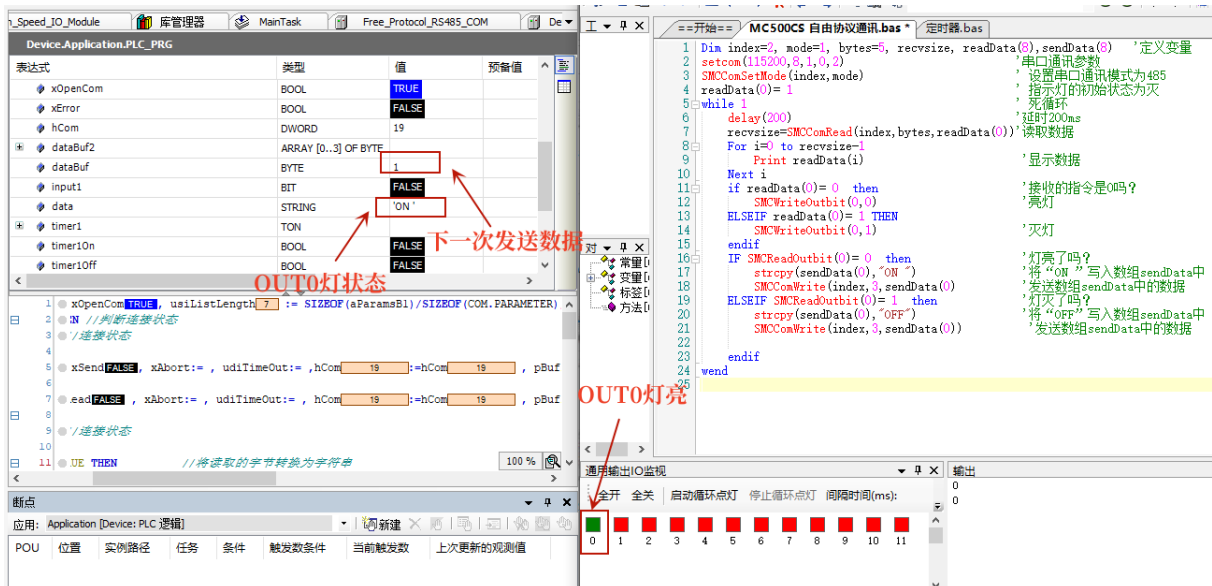 n_Speed_IO_Module 库管理器 MainTask Free_Protocol_RS485_COM De
Device.Application.PLC_PRG
表达式 类型 值 预备值
xOpenCom BOOL TRUE
xError BOOL FALSE
hCom DWORD 19
dataBuf2 ARRAY [0..3] OF BYTE
dataBuf BYTE 1
input1 BIT FALSE
data STRING 'ON '
timer1 TON
timer1On BOOL FALSE
timer1Off BOOL FALSE
下一次发送数据
OUT0灯状态
1 xOpenCom TRUE, usiListLength 7 := SIZEOF(aParamsB1)/SIZEOF(COM.PARAMETER)
2 :N //判断连接状态
3 '/连接状态
4
5 xSend FALSE, xAbort:= , udiTimeOut:= ,hCom 19 :=hCom 19 , pBuf
6
7 .ead FALSE , xAbort:= , udiTimeOut:= , hCom 19 :=hCom 19 , pBuf
8
9 '/连接状态
10
11 .UE THEN //将读取的字节转换为字符串
100 %
断点
应用: Application [Device: PLC 逻辑] 新建
POU 位置 实例路径 任务 条件 触发数条件 当前触发数 上次更新的观测值
工
对
常量[
变量[
标签[
方法[
==开始== MC500CS 自由协议通讯.bas * 定时器.bas
1 Dim index=2, mode=1, bytes=5, recvsize, readData(8),sendData(8) '定义变量
2 setcom(115200,8,1,0,2) '串口通讯参数
3 SMCComSetMode(index,mode) ' 设置串口通讯模式为485
4 readData(0)= 1 ' 指示灯的初始状态为灭
5 while 1 ' 死循环
6 delay(200) '延时200ms
7 recvsize=SMCComRead(index,bytes,readData(0))'读取数据
8 For i=0 to recvsize-1
9 Print readData(i) '显示数据
10 Next i
11 if readData(0)= 0 then '接收的指令是0吗?
12 SMCWriteOutbit(0,0) '亮灯
13 ELSEIF readData(0)= 1 THEN
14 SMCWriteOutbit(0,1) '灭灯
15 endif
16 IF SMCReadOutbit(0)= 0 then '灯亮了吗?
17 strcpy(sendData(0),"ON ") '将“ON ”写入数组sendData中
18 SMCComWrite(index,3,sendData(0) '发送数组sendData中的数据
19 ELSEIF SMCReadOutbit(0)= 1 then '灯灭了吗?
20 strcpy(sendData(0),"OFF") '将“OFF”写入数组sendData中
21 SMCComWrite(index,3,sendData(0)) '发送数组sendData中的数据
22
23 endif
24 wend
25
OUT0灯亮
通用输出IO监视
全开 全关 启动循环点灯 停止循环点灯 间隔时间(ms):
0 1 2 3 4 5 6 7 8 9 10 11
输出
0
0